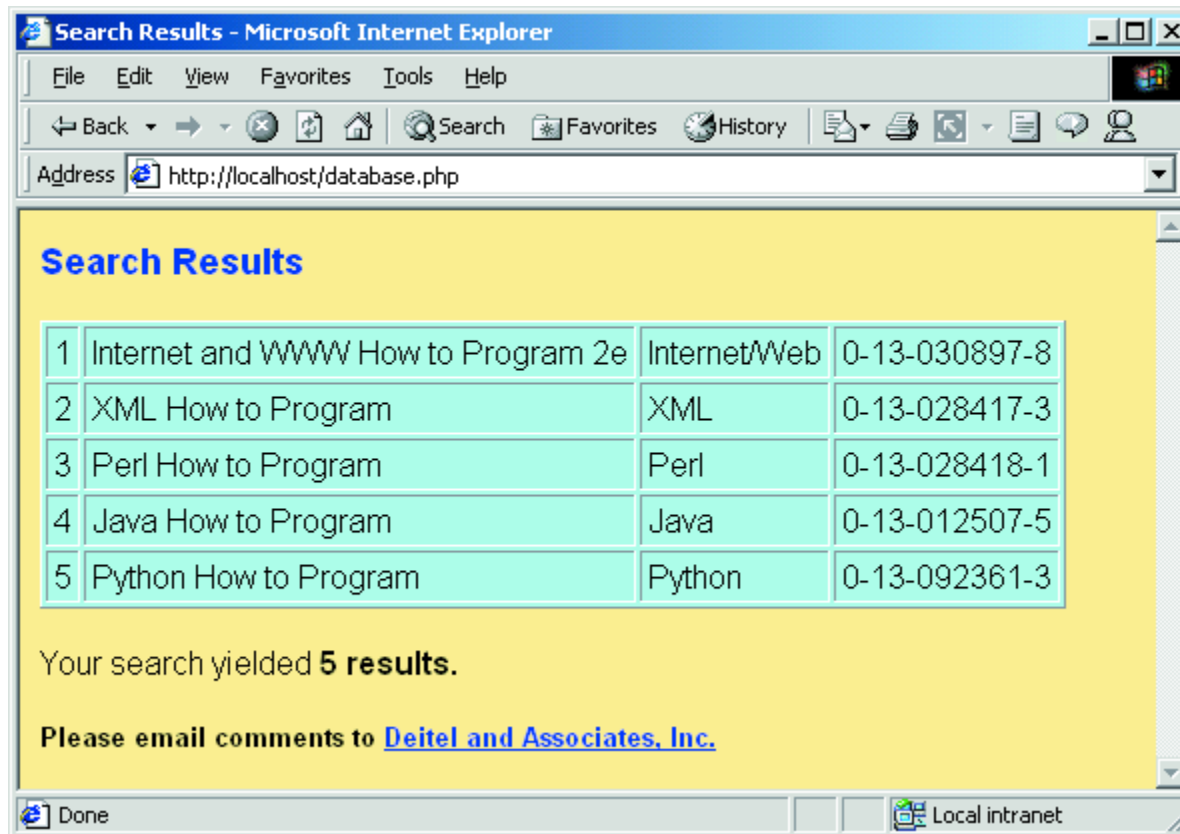 Search Results - Microsoft Internet Explorer
File Edit View Favorites Tools Help
Back Search Favorites History
Address http://localhost/database.php
Search Results
1 Internet and WWW How to Program 2e Internet/Web 0-13-030897-8
2 XML How to Program XML 0-13-028417-3
3 Perl How to Program Perl 0-13-028418-1
4 Java How to Program Java 0-13-012507-5
5 Python How to Program Python 0-13-092361-3
Your search yielded 5 results.
Please email comments to Deitel and Associates, Inc.
Done Local intranet